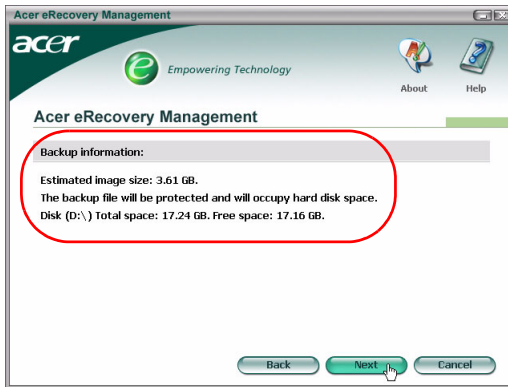 Acer eRecovery Management
acer
e Empowering Technology
About
Help
Acer eRecovery Management
Backup information:
Estimated image size: 3.61 GB.
The backup file will be protected and will occupy hard disk space.
Disk (D:\) Total space: 17.24 GB. Free space: 17.16 GB.
Back
Next
Cancel